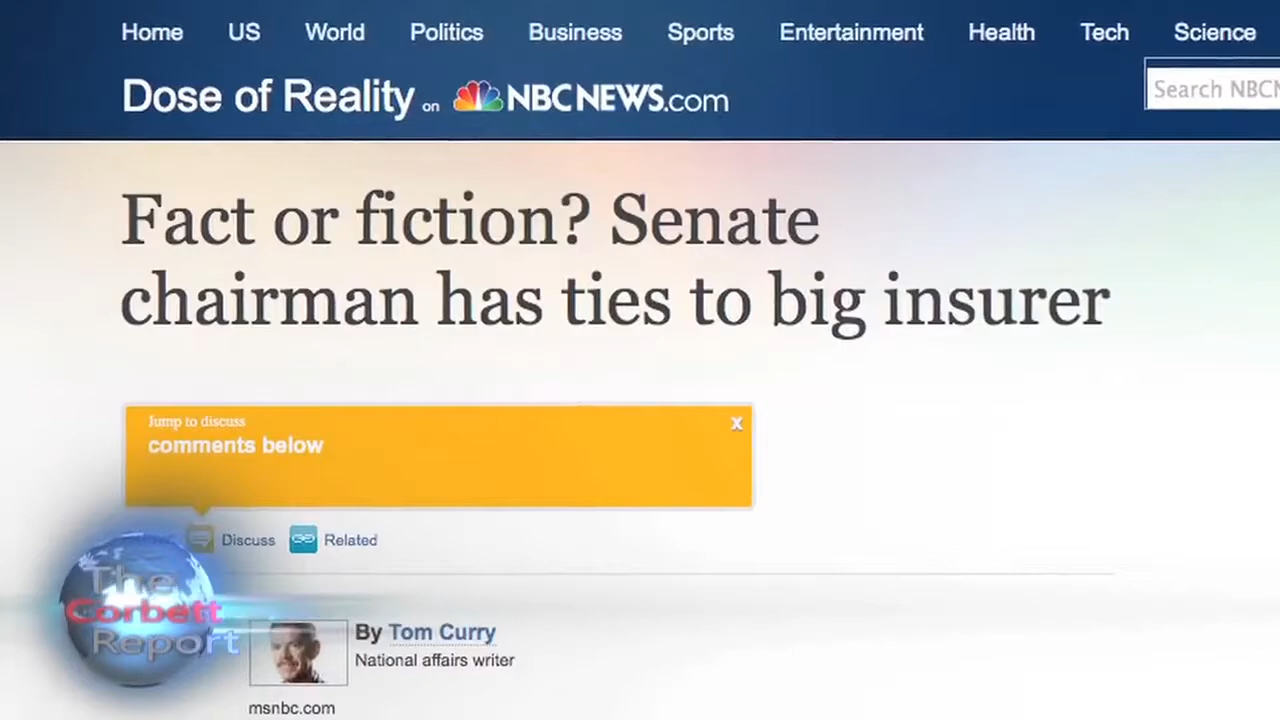 Home US World Politics Business Sports Entertainment Health Tech Science
Dose of Reality on NBCNEWS.com
Search NBCN
Fact or fiction? Senate
chairman has ties to big insurer
Jump to discuss
comments below
x
Discuss Related
The
Corbett
Report
By Tom Curry
National affairs writer
msnbc.com